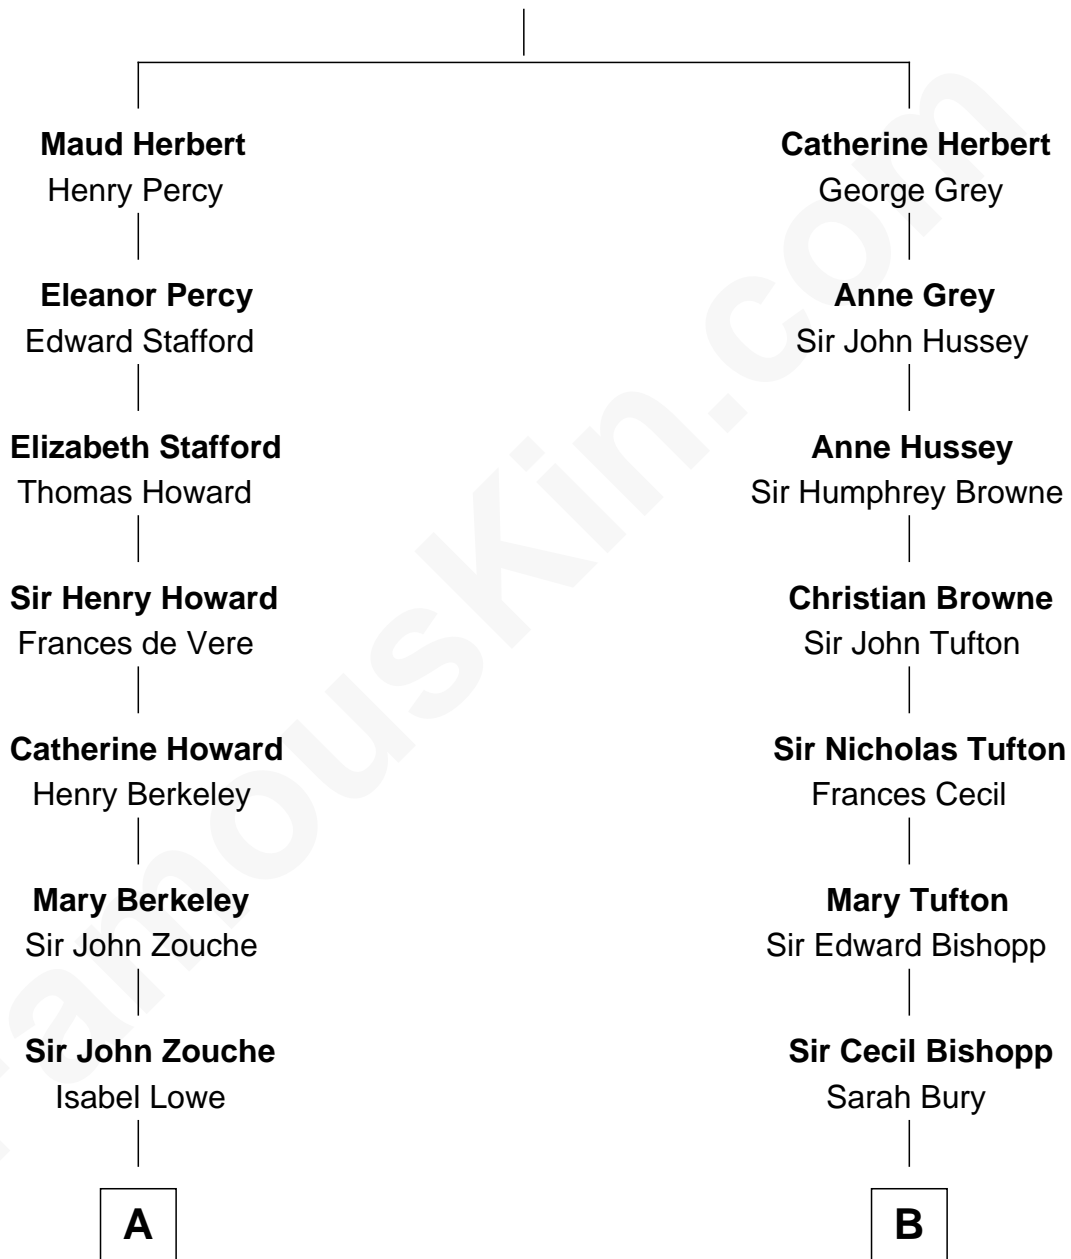 Maud Herbert
Henry Percy
Eleanor Percy
Edward Stafford
Elizabeth Stafford
Thomas Howard
Sir Henry Howard
Frances de Vere
Catherine Howard
Henry Berkeley
Mary Berkeley
Sir John Zouche
Sir John Zouche
Isabel Lowe
A
Catherine Herbert
George Grey
Anne Grey
Sir John Hussey
Anne Hussey
Sir Humphrey Browne
Christian Browne
Sir John Tufton
Sir Nicholas Tufton
Frances Cecil
Mary Tufton
Sir Edward Bishopp
Sir Cecil Bishopp
Sarah Bury
B
FamousKin.com